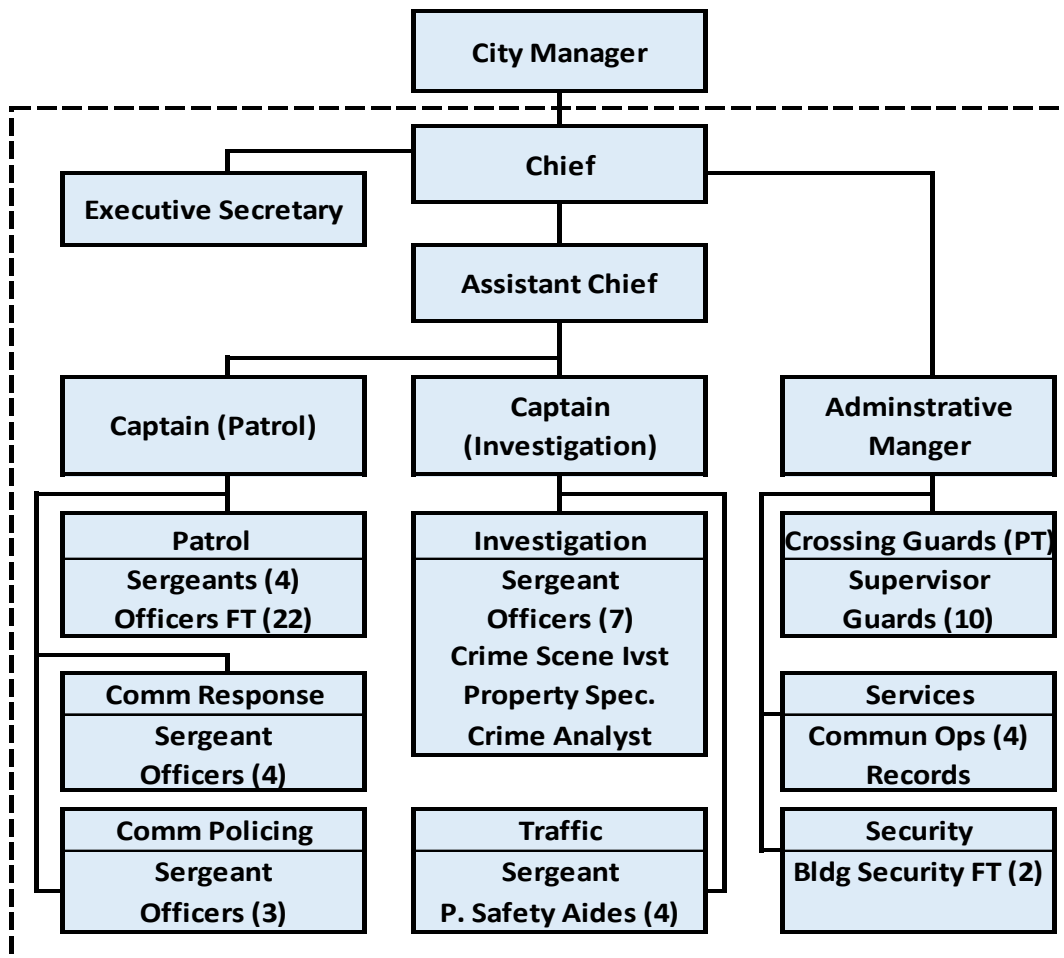 City Manager
Chief
Executive Secretary
Assistant Chief
Captain (Patrol)
Captain
(Investigation)
Adminstrative
Manger
Patrol
Sergeants (4)
Officers FT (22)
Comm Response
Sergeant
Officers (4)
Comm Policing
Sergeant
Officers (3)
Investigation
Sergeant
Officers (7)
Crime Scene Ivst
Property Spec.
Crime Analyst
Traffic
Sergeant
P. Safety Aides (4)
Crossing Guards (PT)
Supervisor
Guards (10)
Services
Commun Ops (4)
Records
Security
Bldg Security FT (2)